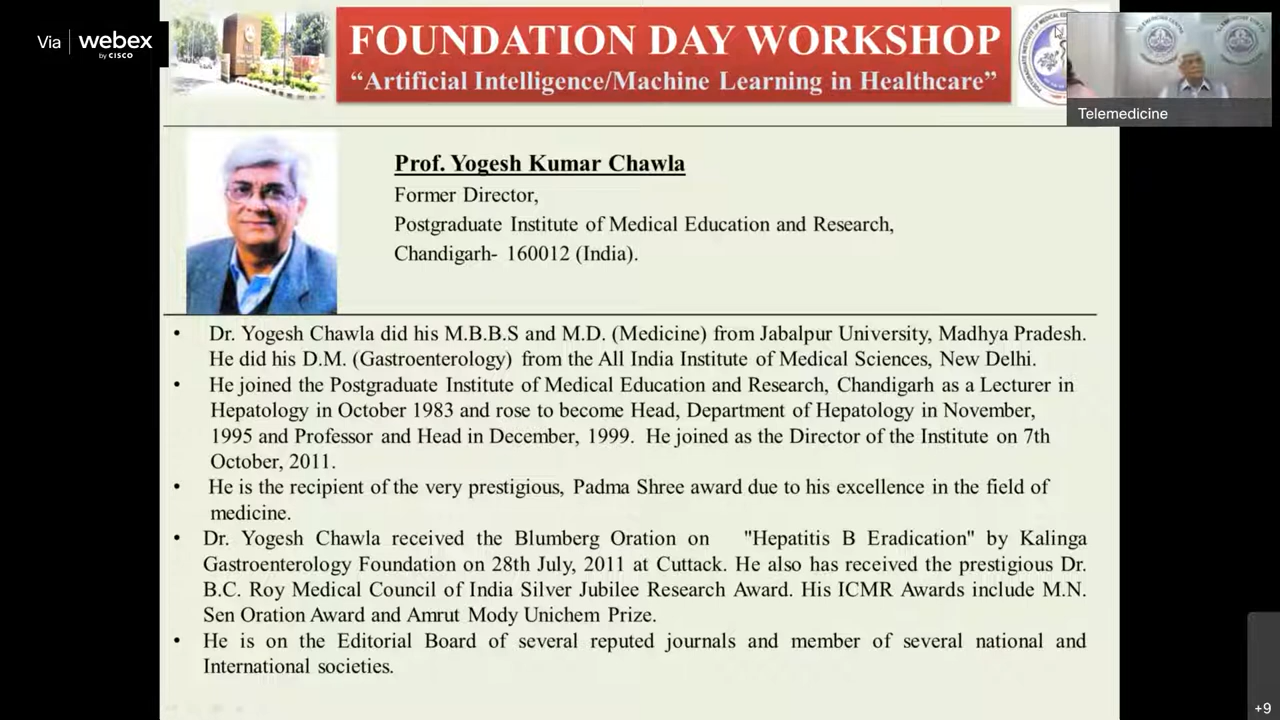 Via | webex
by CISCO
FOUNDATION DAY WORKSHOP
“Artificial Intelligence/Machine Learning in Healthcare”
Telemedicine
Prof. Yogesh Kumar Chawla
Former Director,
Postgraduate Institute of Medical Education and Research,
Chandigarh- 160012 (India).
• Dr. Yogesh Chawla did his M.B.B.S and M.D. (Medicine) from Jabalpur University, Madhya Pradesh.
He did his D.M. (Gastroenterology) from the All India Institute of Medical Sciences, New Delhi.
• He joined the Postgraduate Institute of Medical Education and Research, Chandigarh as a Lecturer in
Hepatology in October 1983 and rose to become Head, Department of Hepatology in November,
1995 and Professor and Head in December, 1999. He joined as the Director of the Institute on 7th
October, 2011.
• He is the recipient of the very prestigious, Padma Shree award due to his excellence in the field of
medicine.
• Dr. Yogesh Chawla received the Blumberg Oration on "Hepatitis B Eradication" by Kalinga
Gastroenterology Foundation on 28th July, 2011 at Cuttack. He also has received the prestigious Dr.
B.C. Roy Medical Council of India Silver Jubilee Research Award. His ICMR Awards include M.N.
Sen Oration Award and Amrut Mody Unichem Prize.
• He is on the Editorial Board of several reputed journals and member of several national and
International societies.
+9